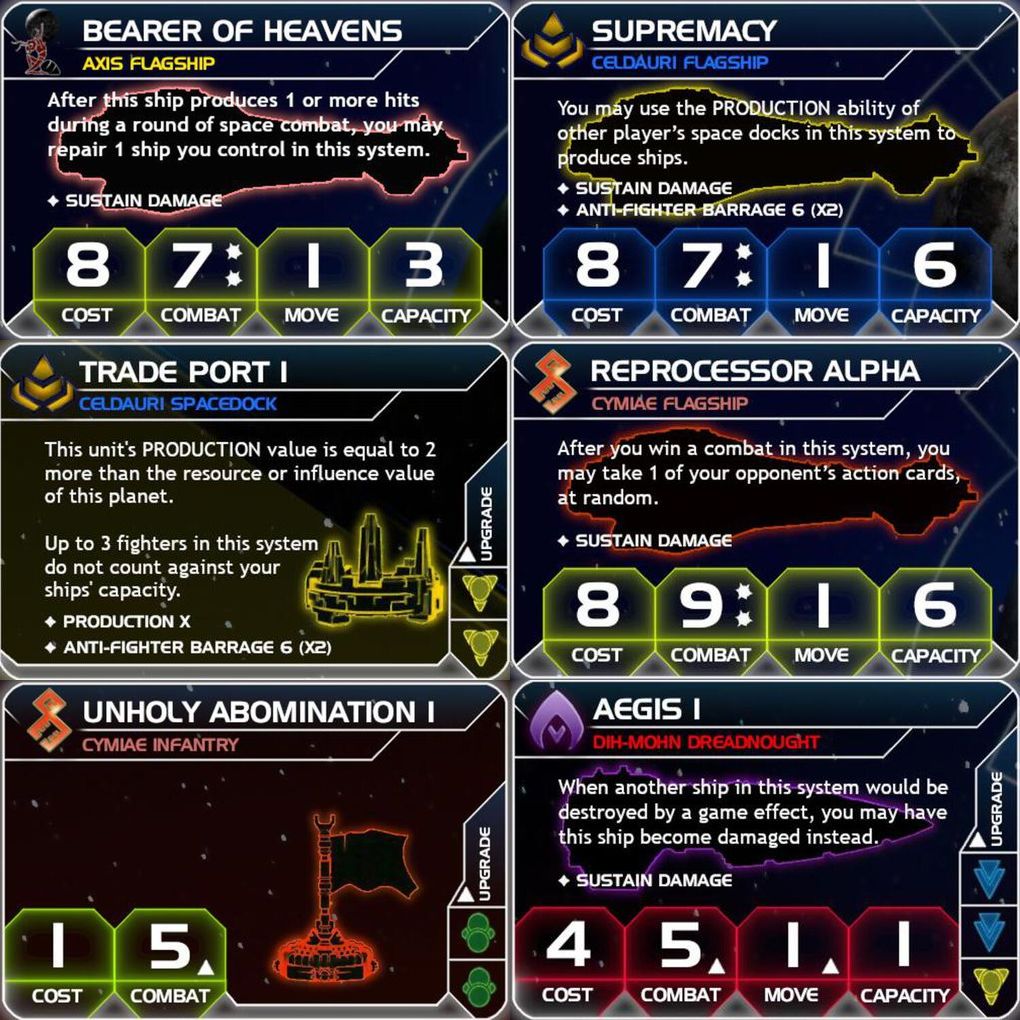 BEARER OF HEAVENS
AXIS FLAGSHIP
After this ship produces 1 or more hits
during a round of space combat, you may
repair 1 ship you control in this system.
SUSTAIN DAMAGE
8 7 1 3
COST COMBAT MOVE CAPACITY
SUPREMACY
CELDAURI FLAGSHIP
You may use the PRODUCTION ability of
other player's space docks in this system to
produce ships.
SUSTAIN DAMAGE
ANTI-FIGHTER BARRAGE 6 (X2)
8 7 1 6
COST COMBAT MOVE CAPACITY
TRADE PORT I
CELDAURI SPACEDOCK
This unit's PRODUCTION value is equal to 2
more than the resource or influence value
of this planet.
Up to 3 fighters in this system
do not count against your
ships' capacity.
PRODUCTION X
ANTI-FIGHTER BARRAGE 6 (X2)
UPGRADE
REPROCESSOR ALPHA
CYMIAE FLAGSHIP
After you win a combat in this system, you
may take 1 of your opponent's action cards,
at random.
SUSTAIN DAMAGE
8 9 1 6
COST COMBAT MOVE CAPACITY
UNHOLY ABOMINATION I
CYMIAE INFANTRY
UPGRADE
1 5
COST COMBAT
AEGIS I
DIH-MOHN DREADNOUGHT
When another ship in this system would be
destroyed by a game effect, you may have
this ship become damaged instead.
SUSTAIN DAMAGE
UPGRADE
4 5 1 1
COST COMBAT MOVE CAPACITY